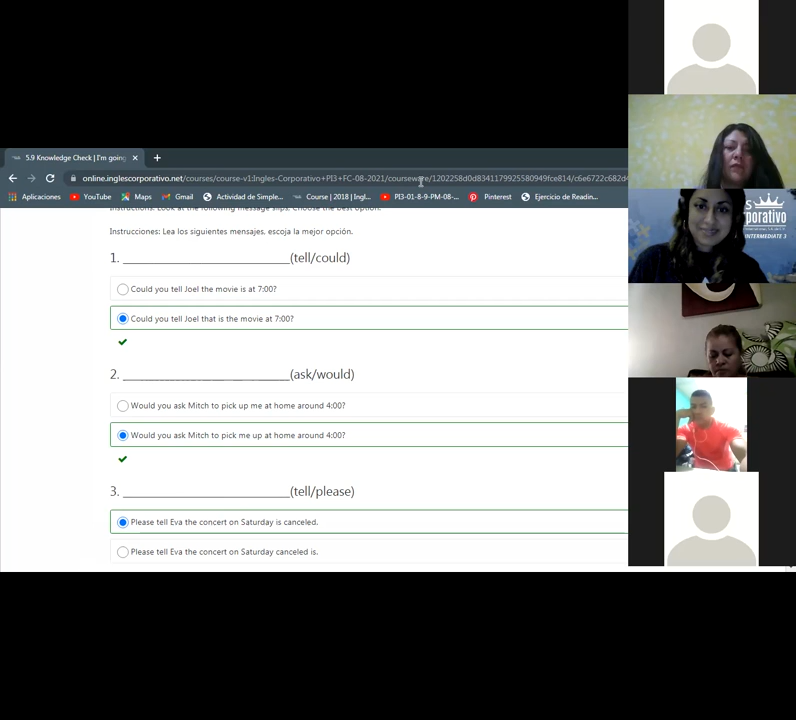 5.9 Knowledge Check | I'm going
online.inglescorporativo.net/courses/course-v1:Ingles-Corporativo+PI3+FC-08-2021/courseware/1202258d0d8341179925580949fce814/c6e6722c682d4
Aplicaciones YouTube Maps Gmail Actividad de Simple... Course | 2018 | Ingl... PI3-01-8-9-PM-08-... Pinterest Ejercicio de Readin...
Instructions: Look at the following message slips, choose the best option.
Instrucciones: Lea los siguientes mensajes, escoja la mejor opción.
1. ________________________(tell/could)
Could you tell Joel the movie is at 7:00?
Could you tell Joel that is the movie at 7:00?
2. ________________________(ask/would)
Would you ask Mitch to pick up me at home around 4:00?
Would you ask Mitch to pick me up at home around 4:00?
3. ________________________(tell/please)
Please tell Eva the concert on Saturday is canceled.
Please tell Eva the concert on Saturday canceled is.
S
porativo
INTERMEDIATE 3